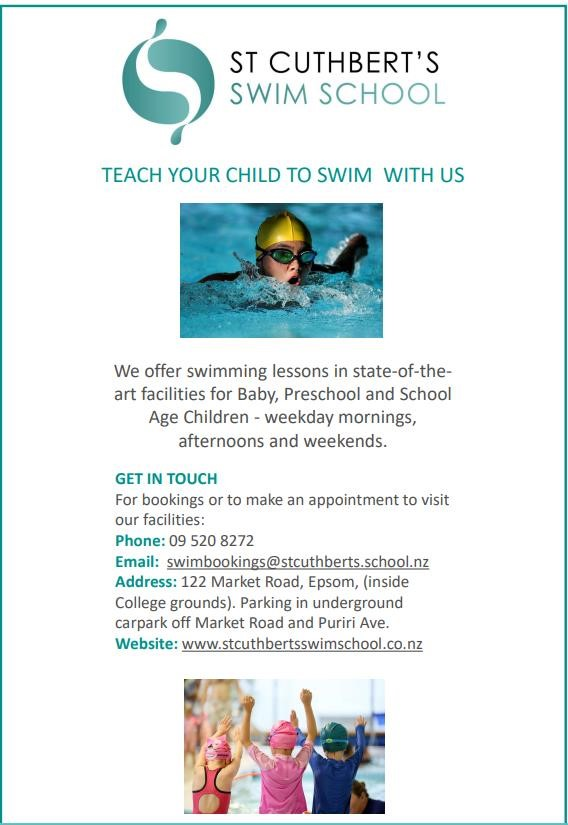 ST CUTHBERT'S
SWIM SCHOOL
TEACH YOUR CHILD TO SWIM WITH US
We offer swimming lessons in state-of-the-
art facilities for Baby, Preschool and School
Age Children - weekday mornings,
afternoons and weekends.
GET IN TOUCH
For bookings or to make an appointment to visit
our facilities:
Phone: 09 520 8272
Email: swimbookings@stcuthberts.school.nz
Address: 122 Market Road, Epsom, (inside
College grounds). Parking in underground
carpark off Market Road and Puriri Ave.
Website: www.stcuthbertsswimschool.co.nz